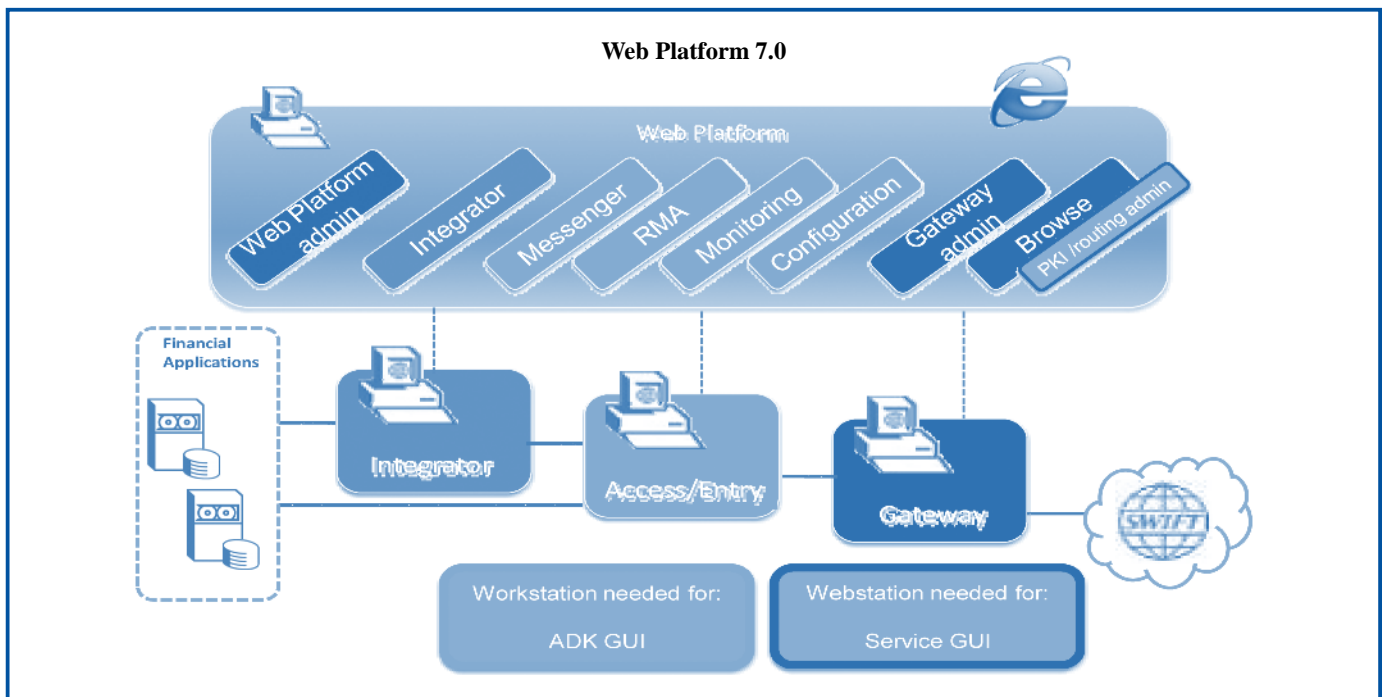 Web Platform 7.0
Web Platform
Web Platform
admin
Integrator
Messenger
RMA
Monitoring
Configuration
Gateway
admin
Browse
PKI /routing admin
Financial
Applications
Integrator
Access/Entry
Gateway
SWIFT
Workstation needed for:
ADK GUI
Webstation needed for:
Service GUI